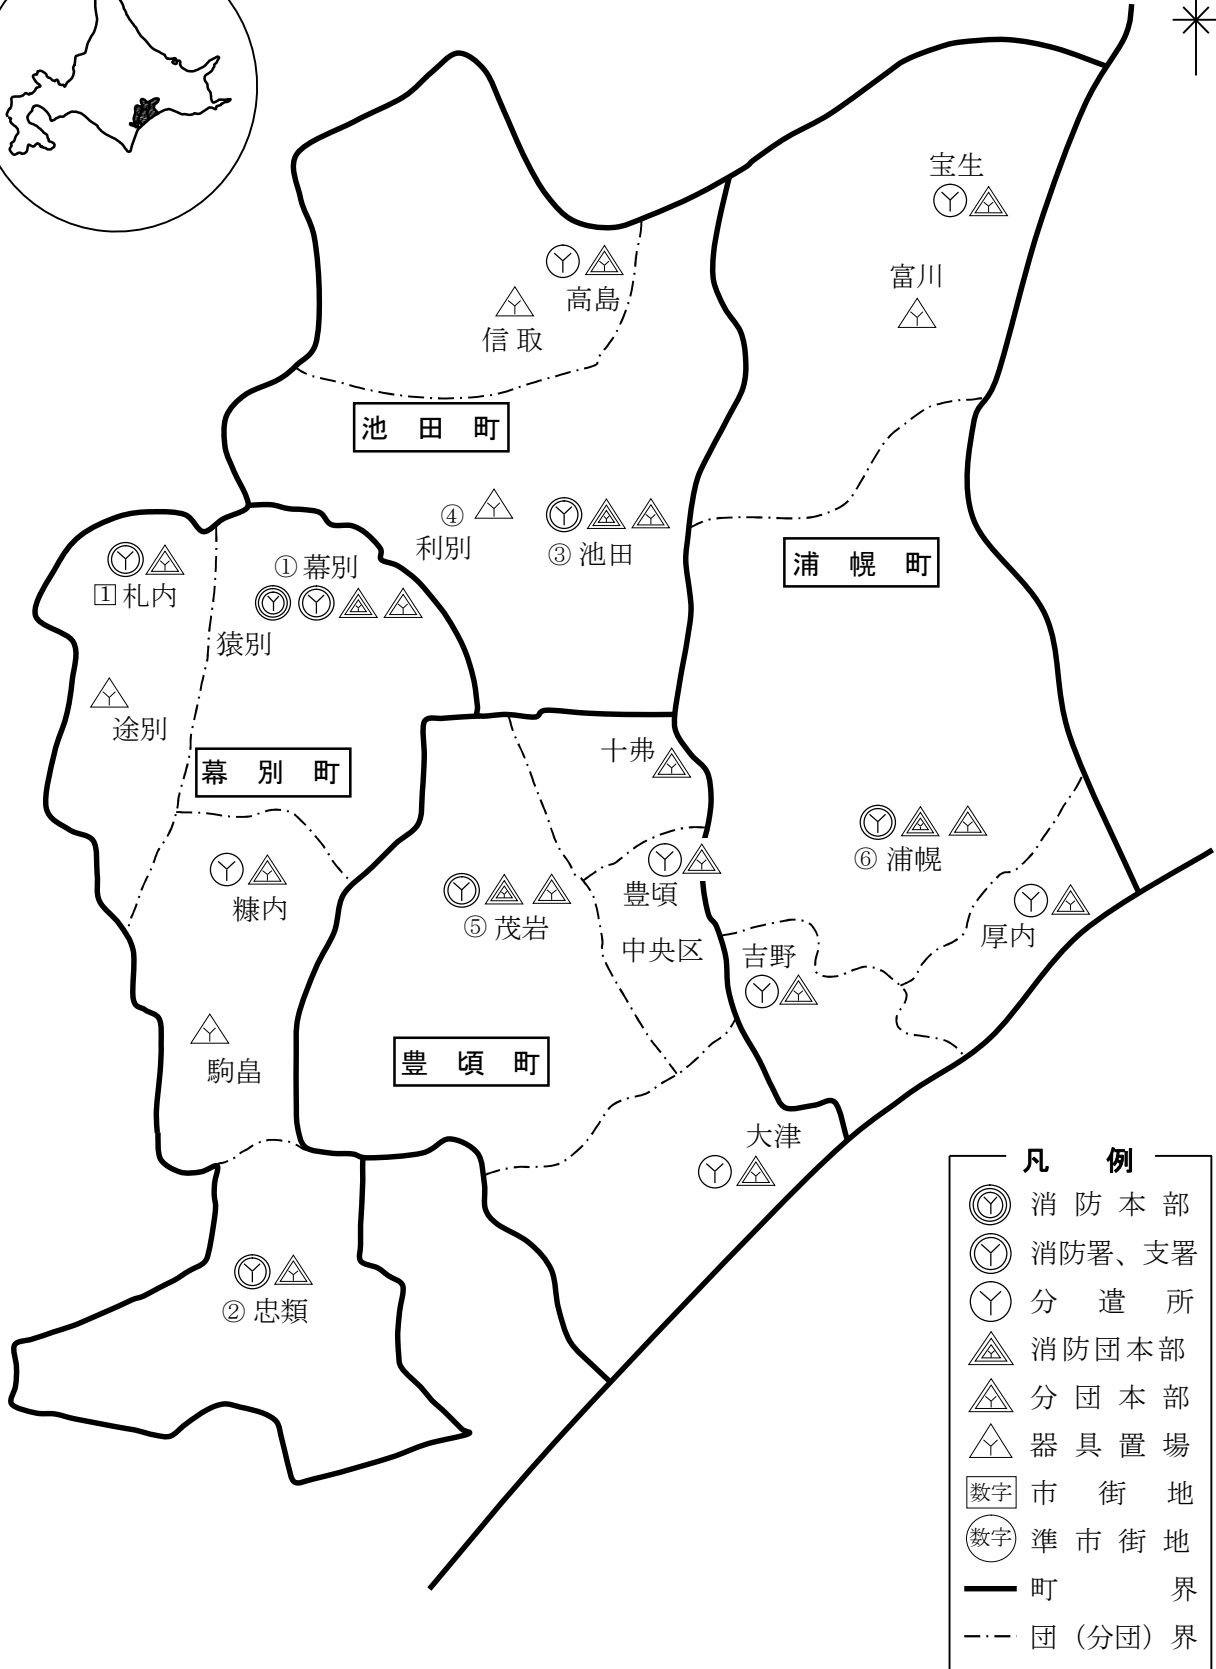 宝生
富川
高島
信取
池田町
④
利別
③池田
浦幌町
①幕別
1札内
猿別
途別
幕別町
十弗
⑥浦幌
糠内
豊頃
⑤茂岩
厚内
中央区
吉野
駒畠
豊頃町
大津
②忠類
凡例
消防本部
消防署、支署
分遣所
消防団本部
分団本部
器具置場
数字 市街地
数字 準市街地
町界
団（分団）界